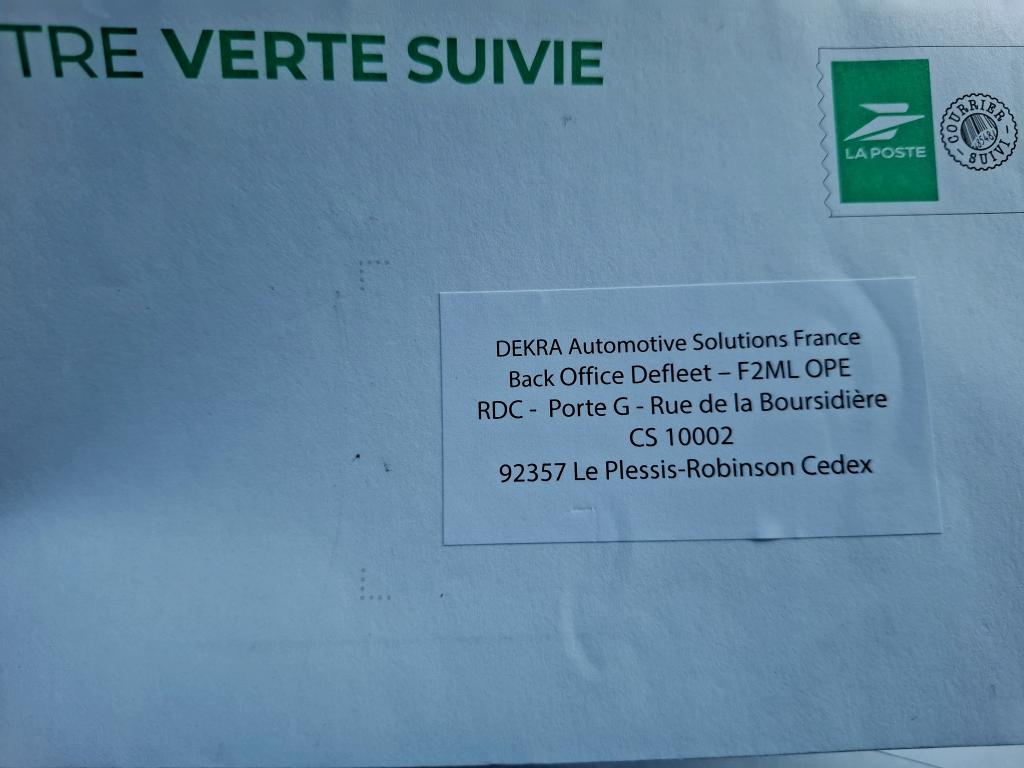 TRE VERTE SUIVIE
LA POSTE
COURRIER
SUIVI
DEKRA Automotive Solutions France
Back Office Defleet – F2ML OPE
RDC - Porte G - Rue de la Boursidière
CS 10002
92357 Le Plessis-Robinson Cedex